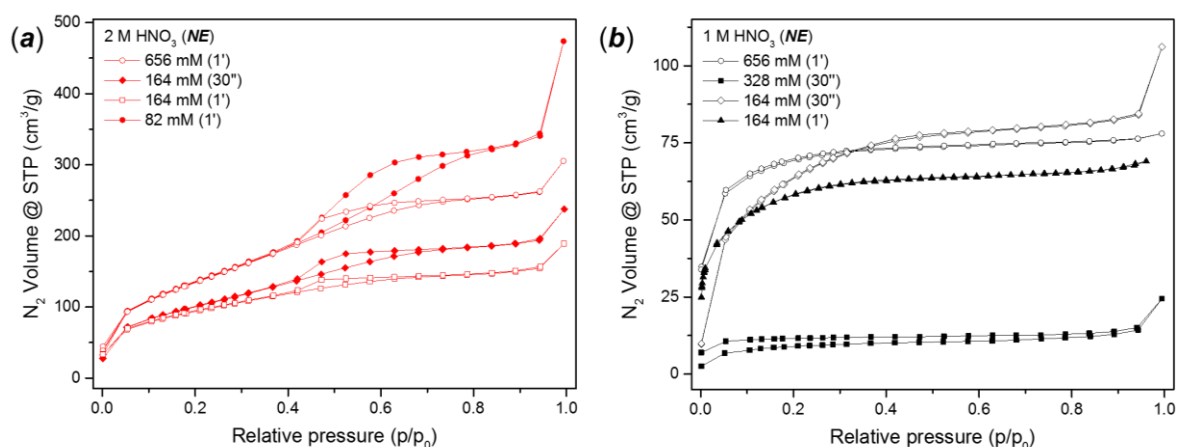 (a)
2 M HNO₃ (NE)
656 mM (1')
164 mM (30")
164 mM (1')
82 mM (1')
N₂ Volume @ STP (cm³/g)
500
400
300
200
100
0
0.0 0.2 0.4 0.6 0.8 1.0
Relative pressure (p/p₀)
(b)
1 M HNO₃ (NE)
656 mM (1')
328 mM (30")
164 mM (30")
164 mM (1')
N₂ Volume @ STP (cm³/g)
100
75
50
25
0
0.0 0.2 0.4 0.6 0.8 1.0
Relative pressure (p/p₀)